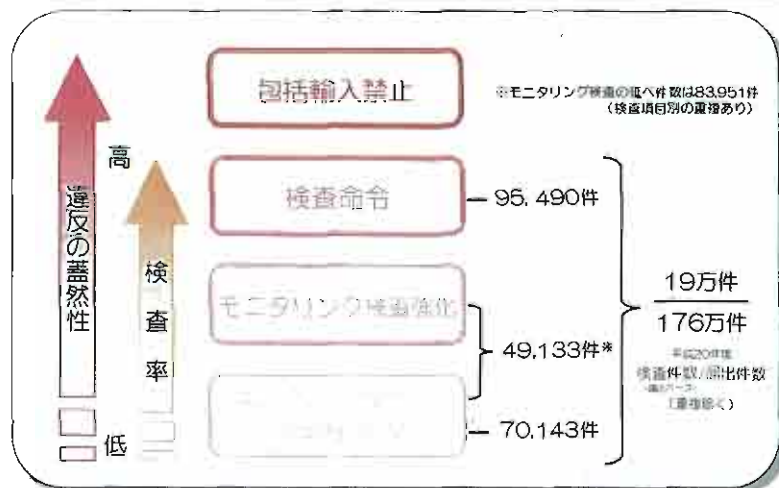 包括輸入禁止
※モニタリング検査の延べ件数は83,951件
(検査項目別の重複あり)
高
違反の蓋然性
検査率
低
検査命令
95,490件
モニタリング検査強化
49,133件*
70,143件
19万件
176万件
平成20年度
検査件数/届出件数
(重複除く)